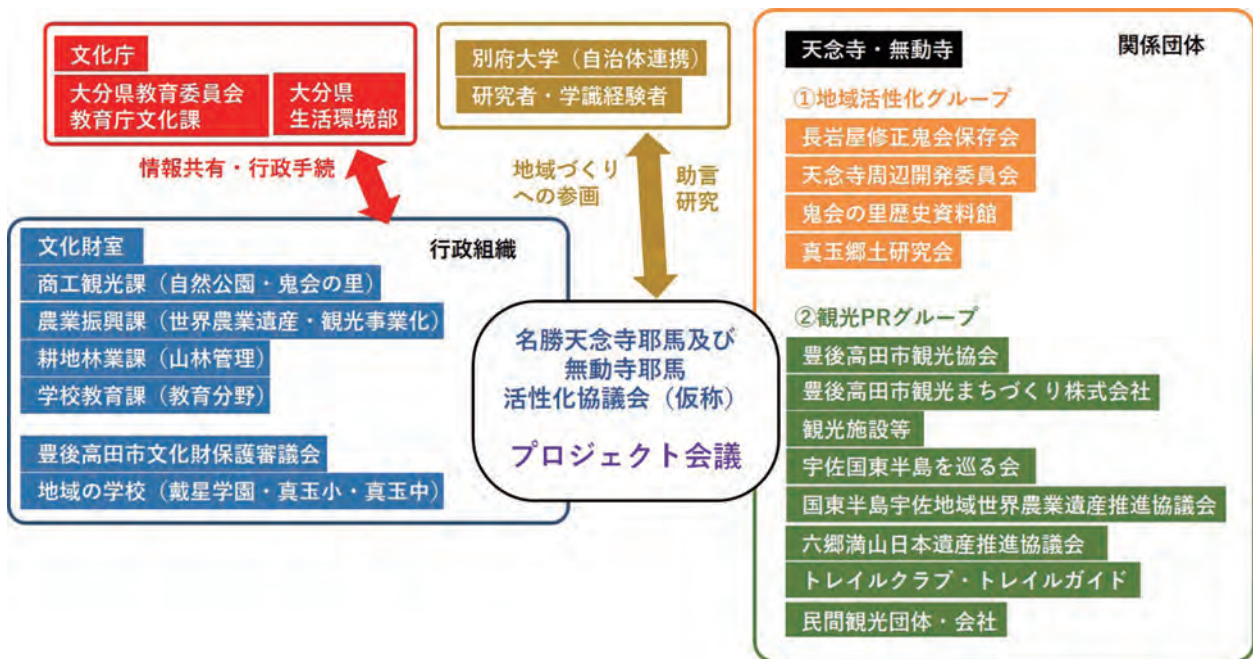 文化庁
大分県教育委員会
教育庁文化課
大分県
生活環境部
情報共有・行政手続
別府大学（自治体連携）
研究者・学識経験者
地域づくり
への参画
助言
研究
行政組織
文化財室
商工観光課（自然公園・鬼会の里）
農業振興課（世界農業遺産・観光事業化）
耕地林業課（山林管理）
学校教育課（教育分野）
豊後高田市文化財保護審議会
地域の学校（戴星学園・真玉小・真玉中）
名勝天念寺耶馬及び
無動寺耶馬
活性化協議会（仮称）
プロジェクト会議
関係団体
天念寺・無動寺
①地域活性化グループ
長岩屋修正鬼会保存会
天念寺周辺開発委員会
鬼会の里歴史資料館
真玉郷土研究会
②観光PRグループ
豊後高田市観光協会
豊後高田市観光まちづくり株式会社
観光施設等
宇佐国東半島を巡る会
国東半島宇佐地域世界農業遺産推進協議会
六郷満山日本遺産推進協議会
トレイルクラブ・トレイルガイド
民間観光団体・会社